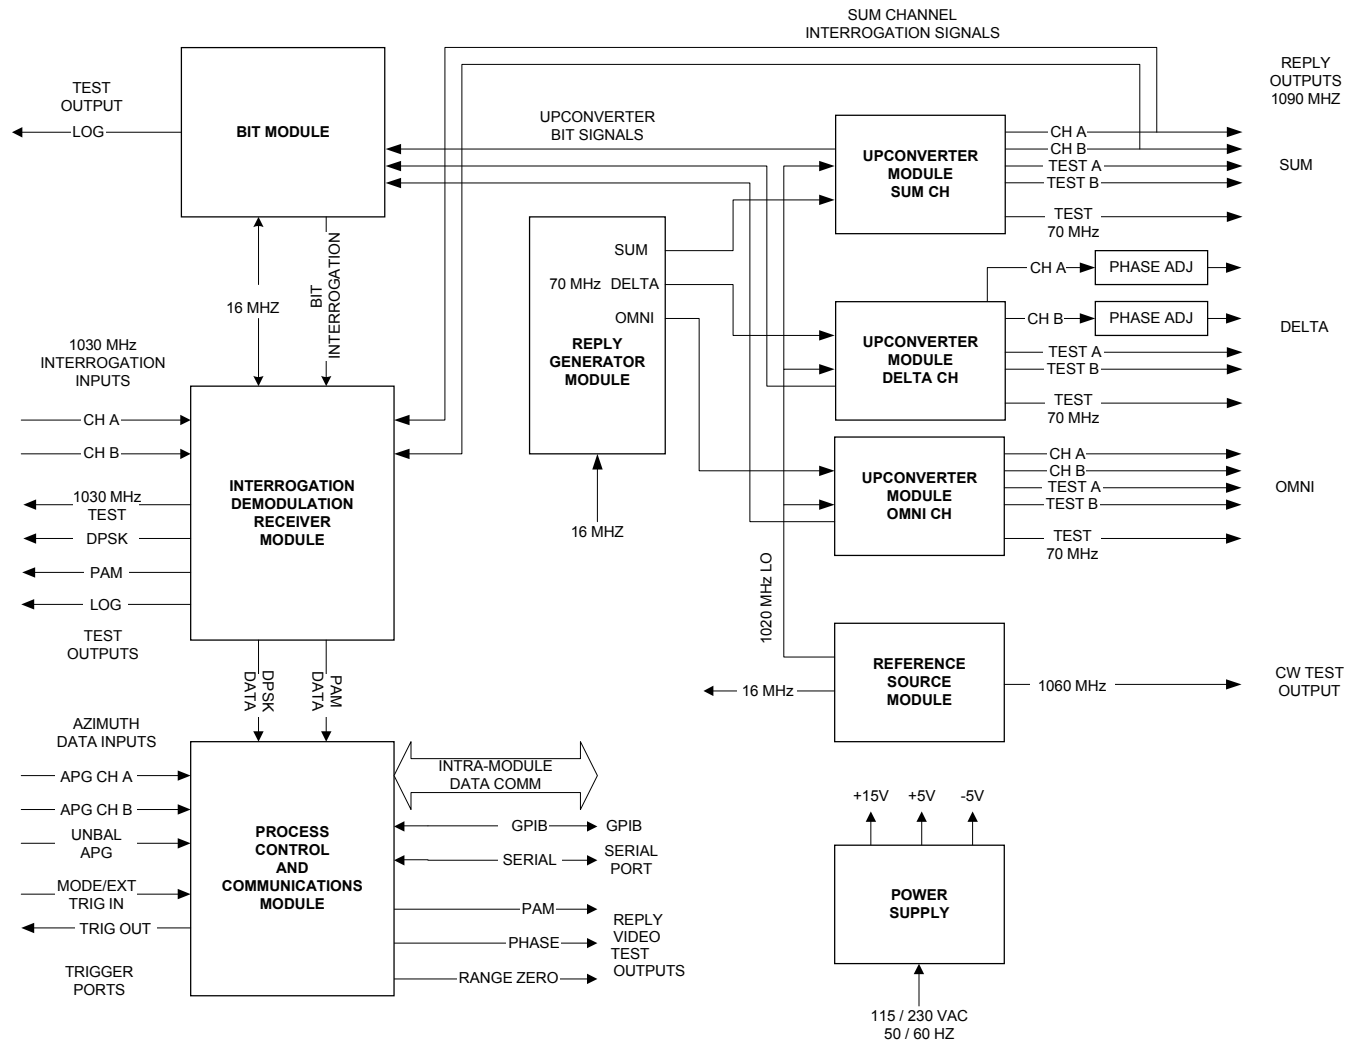 SUM CHANNEL
INTERROGATION SIGNALS
REPLY
OUTPUTS
1090 MHZ
TEST
OUTPUT
LOG
BIT MODULE
UPCONVERTER
BIT SIGNALS
UPCONVERTER
MODULE
SUM CH
CH A
CH B
TEST A
TEST B
TEST
70 MHz
SUM
16 MHZ
BIT
INTERROGATION
SUM
70 MHz DELTA
OMNI
REPLY
GENERATOR
MODULE
16 MHZ
CH A
PHASE ADJ
CH B
PHASE ADJ
UPCONVERTER
MODULE
DELTA CH
TEST A
TEST B
TEST
70 MHz
DELTA
1030 MHz
INTERROGATION
INPUTS
CH A
CH B
1030 MHz
TEST
DPSK
PAM
LOG
TEST
OUTPUTS
INTERROGATION
DEMODULATION
RECEIVER
MODULE
UPCONVERTER
MODULE
OMNI CH
CH A
CH B
TEST A
TEST B
TEST
70 MHz
OMNI
1020 MHz LO
DPSK
DATA
PAM
DATA
16 MHz
REFERENCE
SOURCE
MODULE
1060 MHz
CW TEST
OUTPUT
AZIMUTH
DATA INPUTS
APG CH A
APG CH B
UNBAL
APG
MODE/EXT
TRIG IN
TRIG OUT
TRIGGER
PORTS
PROCESS
CONTROL
AND
COMMUNICATIONS
MODULE
INTRA-MODULE
DATA COMM
GPIB
GPIB
SERIAL
SERIAL
PORT
PAM
PHASE
RANGE ZERO
REPLY
VIDEO
TEST
OUTPUTS
+15V
+5V
-5V
POWER
SUPPLY
115 / 230 VAC
50 / 60 HZ